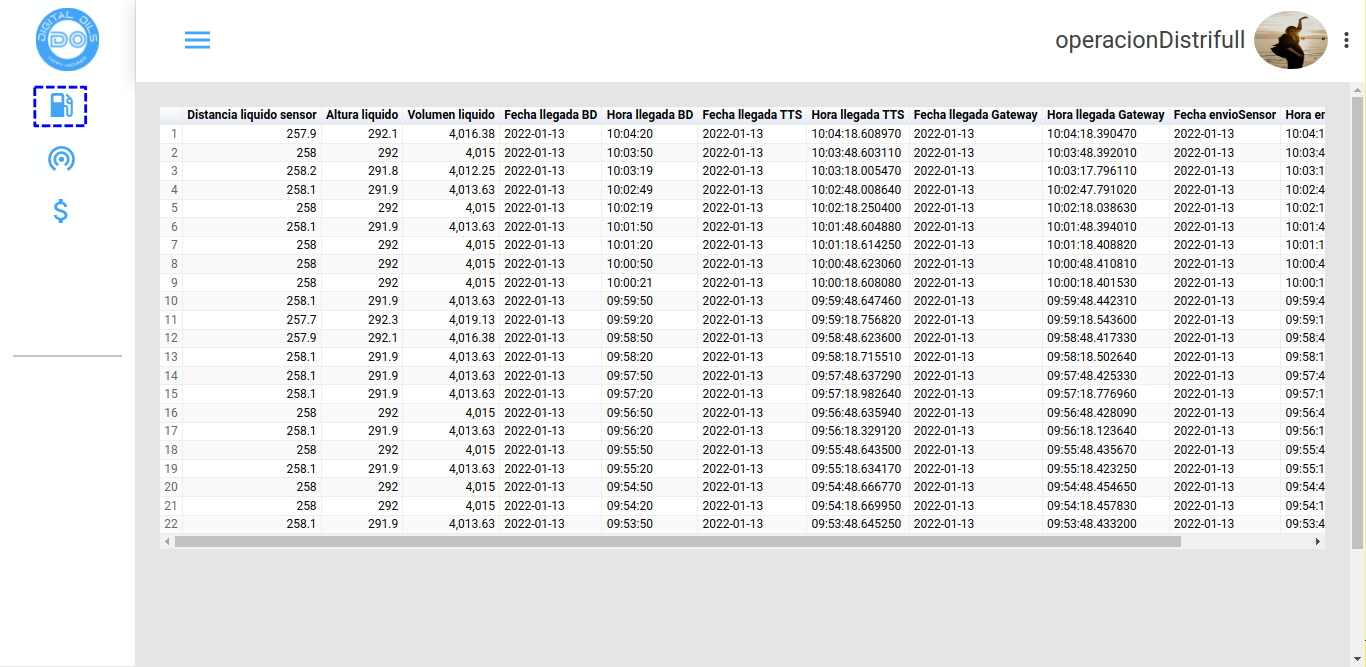 DIGITAL OILS
DO
operacionDistrifull
Distancia liquido sensor Altura liquido Volumen liquido Fecha llegada BD Hora llegada BD Fecha llegada TTS Hora llegada TTS Fecha llegada Gateway Hora llegada Gateway Fecha envioSensor Hora er
1 257.9 292.1 4,016.38 2022-01-13 10:04:20 2022-01-13 10:04:18.608970 2022-01-13 10:04:18.390470 2022-01-13 10:04:1
2 258 292 4,015 2022-01-13 10:03:50 2022-01-13 10:03:48.603110 2022-01-13 10:03:48.392010 2022-01-13 10:03:4
3 258.2 291.8 4,012.25 2022-01-13 10:03:19 2022-01-13 10:03:18.005470 2022-01-13 10:03:17.796110 2022-01-13 10:03:1
4 258.1 291.9 4,013.63 2022-01-13 10:02:49 2022-01-13 10:02:48.008640 2022-01-13 10:02:47.791020 2022-01-13 10:02:4
5 258 292 4,015 2022-01-13 10:02:19 2022-01-13 10:02:18.250400 2022-01-13 10:02:18.038630 2022-01-13 10:02:1
6 258.1 291.9 4,013.63 2022-01-13 10:01:50 2022-01-13 10:01:48.604880 2022-01-13 10:01:48.394010 2022-01-13 10:01:4
7 258 292 4,015 2022-01-13 10:01:20 2022-01-13 10:01:18.614250 2022-01-13 10:01:18.408820 2022-01-13 10:01:1
8 258 292 4,015 2022-01-13 10:00:50 2022-01-13 10:00:48.623060 2022-01-13 10:00:48.410810 2022-01-13 10:00:4
9 258 292 4,015 2022-01-13 10:00:21 2022-01-13 10:00:18.608080 2022-01-13 10:00:18.401530 2022-01-13 10:00:1
10 258.1 291.9 4,013.63 2022-01-13 09:59:50 2022-01-13 09:59:48.647460 2022-01-13 09:59:48.442310 2022-01-13 09:59:4
11 257.7 292.3 4,019.13 2022-01-13 09:59:20 2022-01-13 09:59:18.756820 2022-01-13 09:59:18.543600 2022-01-13 09:59:1
12 257.9 292.1 4,016.38 2022-01-13 09:58:50 2022-01-13 09:58:48.623600 2022-01-13 09:58:48.417330 2022-01-13 09:58:4
13 258.1 291.9 4,013.63 2022-01-13 09:58:20 2022-01-13 09:58:18.715510 2022-01-13 09:58:18.502640 2022-01-13 09:58:1
14 258.1 291.9 4,013.63 2022-01-13 09:57:50 2022-01-13 09:57:48.637290 2022-01-13 09:57:48.425330 2022-01-13 09:57:4
15 258.1 291.9 4,013.63 2022-01-13 09:57:20 2022-01-13 09:57:18.982640 2022-01-13 09:57:18.776960 2022-01-13 09:57:1
16 258 292 4,015 2022-01-13 09:56:50 2022-01-13 09:56:48.635940 2022-01-13 09:56:48.428090 2022-01-13 09:56:4
17 258.1 291.9 4,013.63 2022-01-13 09:56:20 2022-01-13 09:56:18.329120 2022-01-13 09:56:18.123640 2022-01-13 09:56:1
18 258 292 4,015 2022-01-13 09:55:50 2022-01-13 09:55:48.643500 2022-01-13 09:55:48.435670 2022-01-13 09:55:4
19 258.1 291.9 4,013.63 2022-01-13 09:55:20 2022-01-13 09:55:18.634170 2022-01-13 09:55:18.423250 2022-01-13 09:55:1
20 258 292 4,015 2022-01-13 09:54:50 2022-01-13 09:54:48.666770 2022-01-13 09:54:48.454650 2022-01-13 09:54:4
21 258 292 4,015 2022-01-13 09:54:20 2022-01-13 09:54:18.669950 2022-01-13 09:54:18.457830 2022-01-13 09:54:1
22 258.1 291.9 4,013.63 2022-01-13 09:53:50 2022-01-13 09:53:48.645250 2022-01-13 09:53:48.433200 2022-01-13 09:53:4